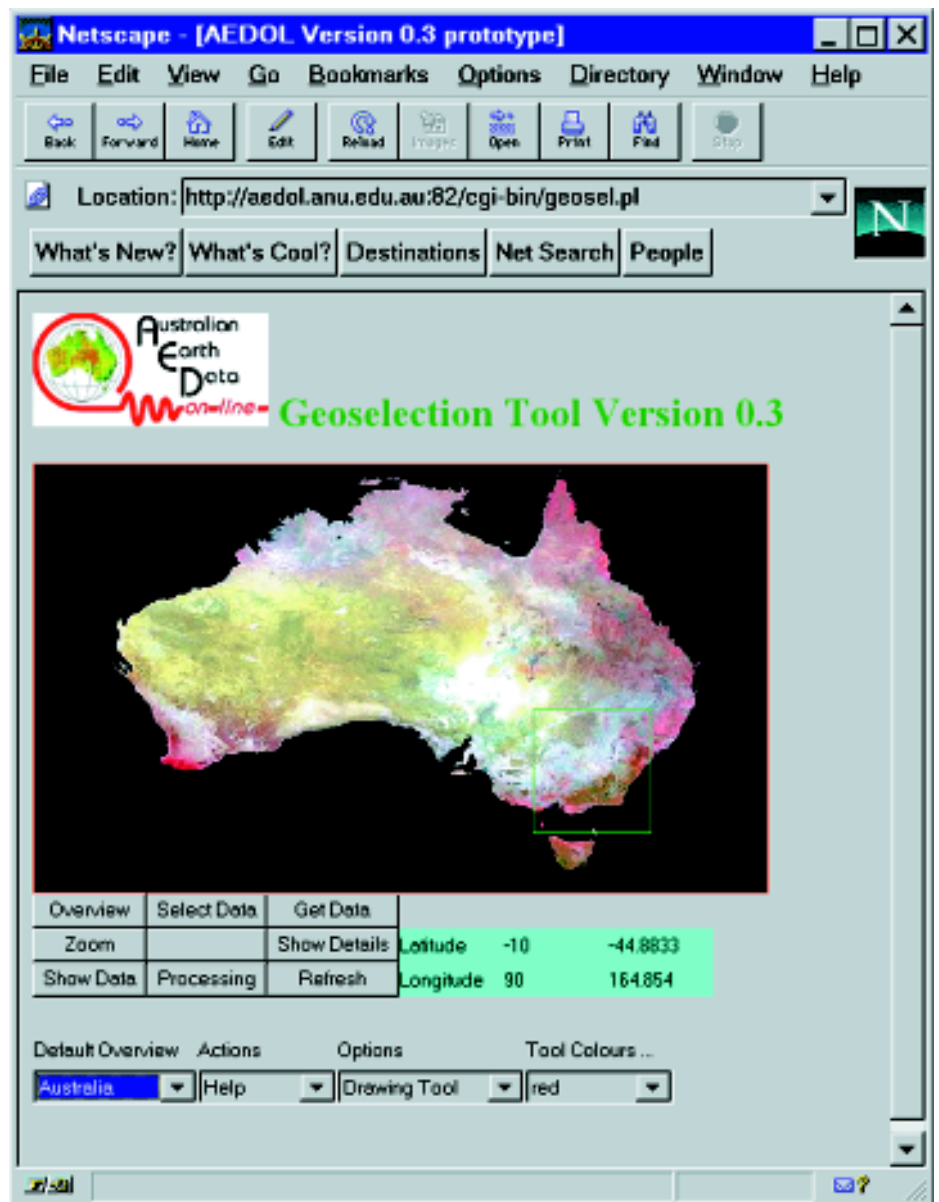 Netscape - [AEDOL Version 0.3 prototype]
File Edit View Go Bookmarks Options Directory Window Help
Back Forward Home Edit Reload Images Open Print Find Stop
Location: http://aedol.anu.edu.au:82/cgi-bin/geosel.pl
N
What's New? What's Cool? Destinations Net Search People
Australian
Earth
Data
on-line
Geoselection Tool Version 0.3
Overview Select Data Get Data
Zoom Show Details Latitude -10 -44.8833
Show Data Processing Refresh Longitude 90 164.854
Default Overview Actions Options Tool Colours ...
Australia Help Drawing Tool red